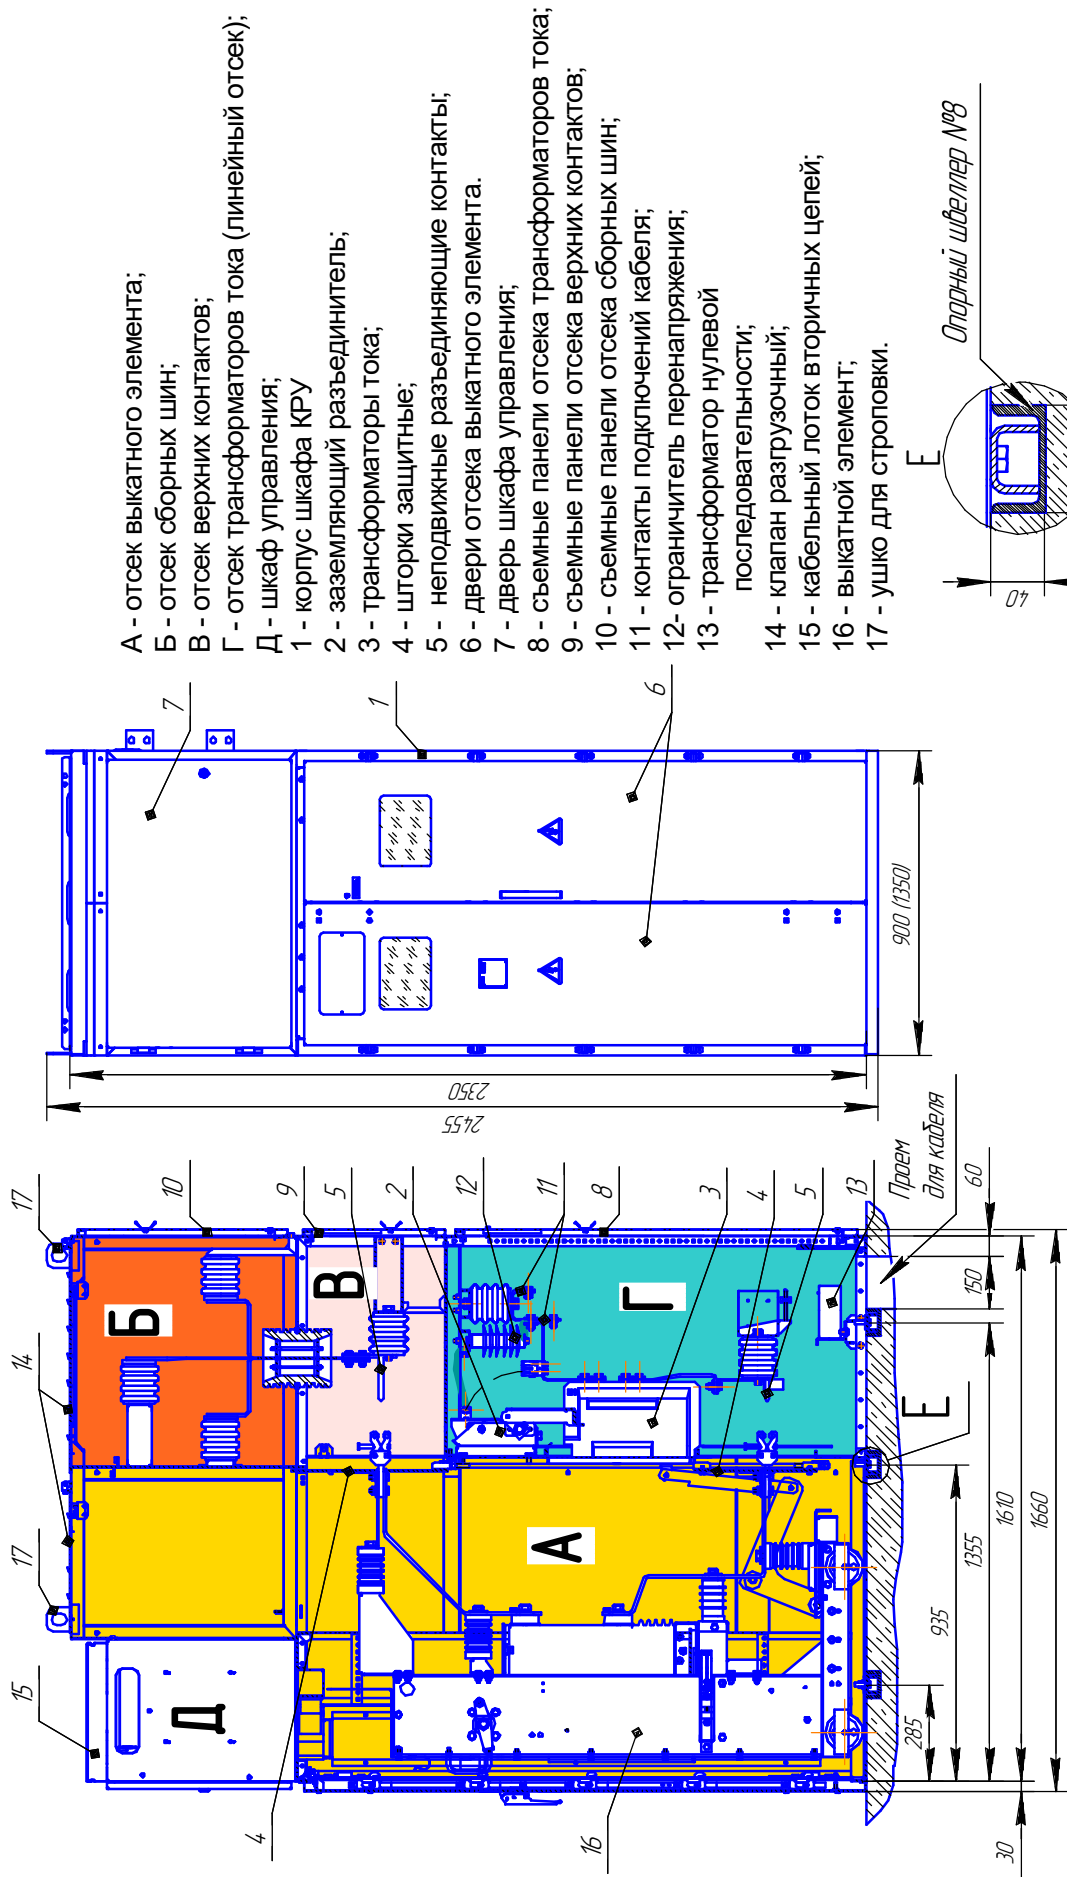 17
14
17
15
10
9
5
2
12
11
8
3
4
5
13
4
16
Б
В
Г
А
Д
Е
Проем
для кабеля
285
935
1355
1610
1660
30
150
60
2455
2350
900 (1350)
7
1
6
А - отсек выкатного элемента;
Б - отсек сборных шин;
В - отсек верхних контактов;
Г - отсек трансформаторов тока (линейный отсек);
Д - шкаф управления;
1 - корпус шкафа КРУ
2 - заземляющий разъединитель;
3 - трансформаторы тока;
4 - шторки защитные;
5 - неподвижные разъединяющие контакты;
6 - двери отсека выкатного элемента.
7 - дверь шкафа управления;
8 - съемные панели отсека трансформаторов тока;
9 - съемные панели отсека верхних контактов;
10 - съемные панели отсека сборных шин;
11 - контакты подключений кабеля;
12- ограничитель перенапряжения;
13 - трансформатор нулевой
последовательности;
14 - клапан разгрузочный;
15 - кабельный лоток вторичных цепей;
16 - выкатной элемент;
17 - ушко для строповки.
Е
40
Опорный швеллер №8